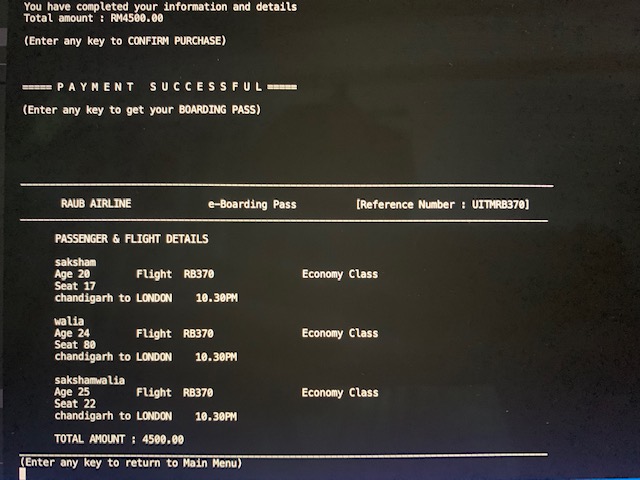 You have completed your information and details
Total amount : RM4500.00
(Enter any key to CONFIRM PURCHASE)
===== P A Y M E N T   S U C C E S S F U L =====
(Enter any key to get your BOARDING PASS)
RAUB AIRLINE e-Boarding Pass [Reference Number : UITMRB370]
PASSENGER & FLIGHT DETAILS
saksham
Age 20 Flight RB370 Economy Class
Seat 17
chandigarh to LONDON 10.30PM
walia
Age 24 Flight RB370 Economy Class
Seat 80
chandigarh to LONDON 10.30PM
sakshamwalia
Age 25 Flight RB370 Economy Class
Seat 22
chandigarh to LONDON 10.30PM
TOTAL AMOUNT : 4500.00
(Enter any key to return to Main Menu)